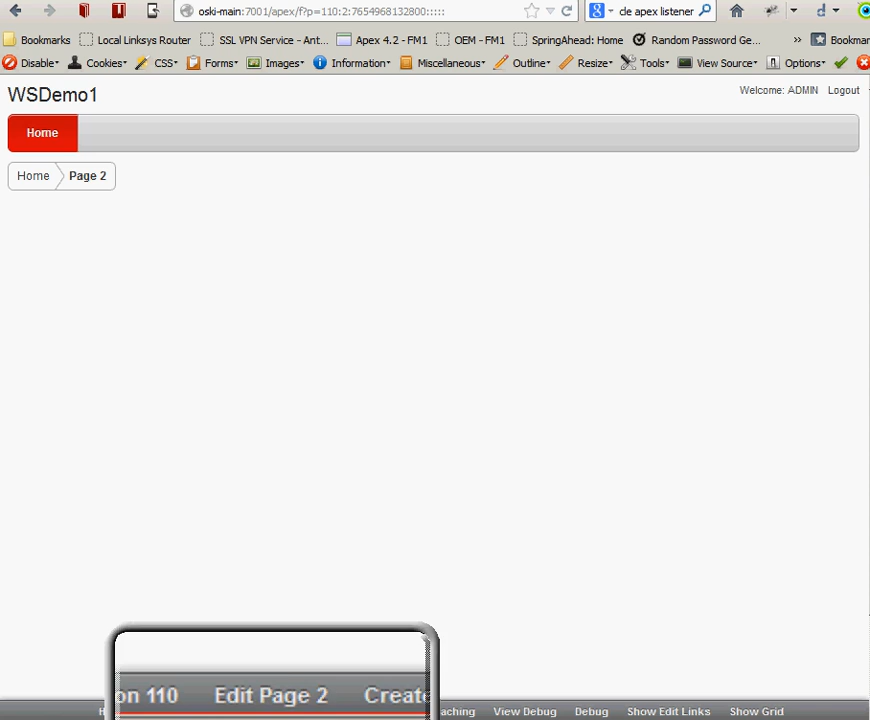 oski-main:7001/apex/f?p=110:2:7654968132800::::: cle apex listener d
Bookmarks Local Linksys Router SSL VPN Service - Ant... Apex 4.2 - FM1 OEM - FM1 SpringAhead: Home Random Password Ge... » Bookmar
Disable Cookies CSS Forms Images Information Miscellaneous Outline Resize Tools View Source Options
WSDemo1
Welcome: ADMIN Logout
Home
Home Page 2
on 110 Edit Page 2 Create
aching View Debug Debug Show Edit Links Show Grid